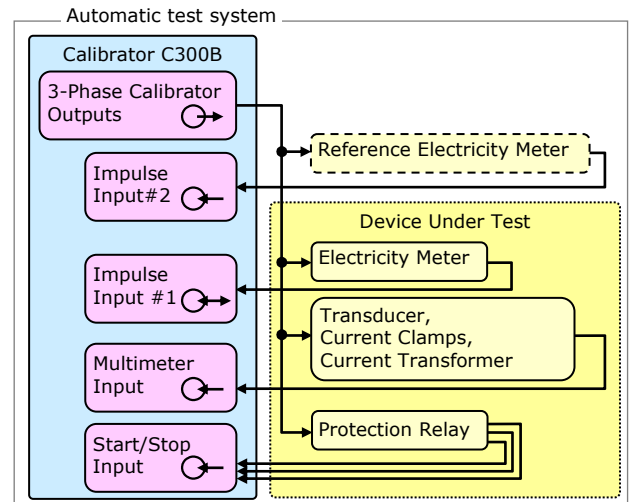 Automatic test system
Calibrator C300B
3-Phase Calibrator
Outputs
Reference Electricity Meter
Impulse
Input#2
Device Under Test
Electricity Meter
Impulse
Input #1
Transducer,
Current Clamps,
Current Transformer
Multimeter
Input
Protection Relay
Start/Stop
Input